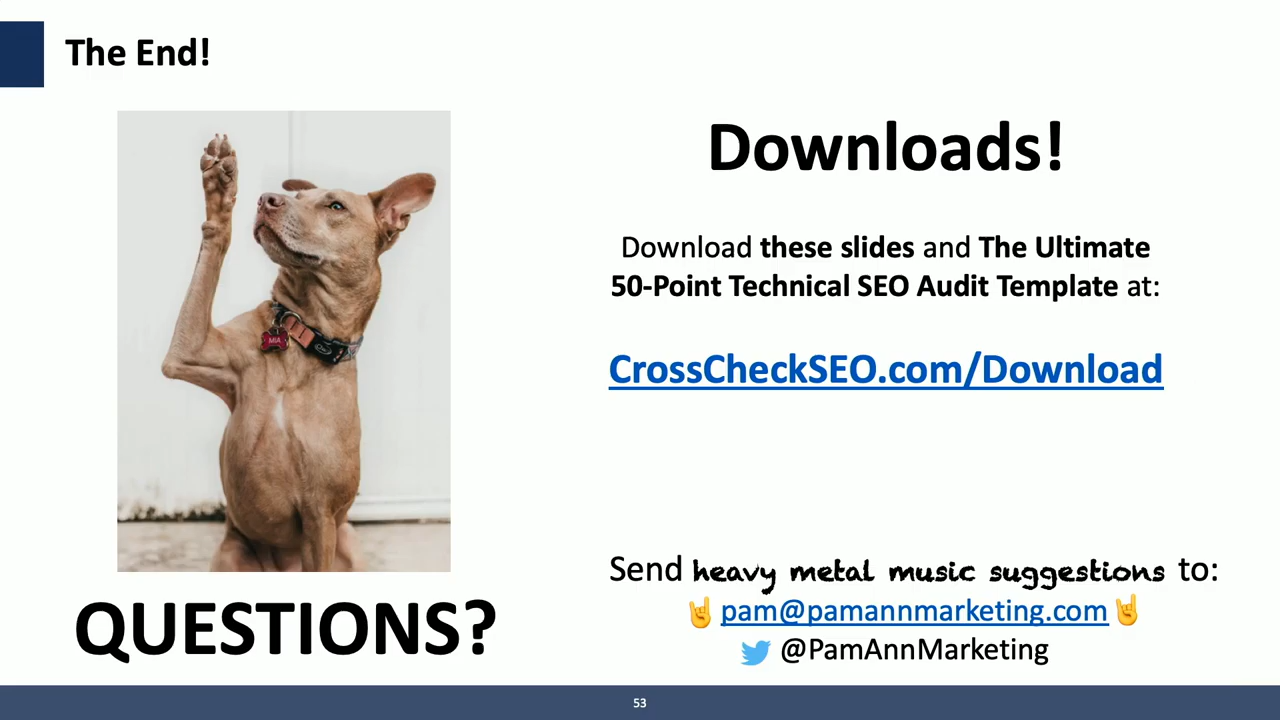 The End!
MIA
QUESTIONS?
Downloads!
Download these slides and The Ultimate
50-Point Technical SEO Audit Template at:
CrossCheckSEO.com/Download
Send heavy metal music suggestions to:
🤘pam@pamannmarketing.com🤘
@PamAnnMarketing
53